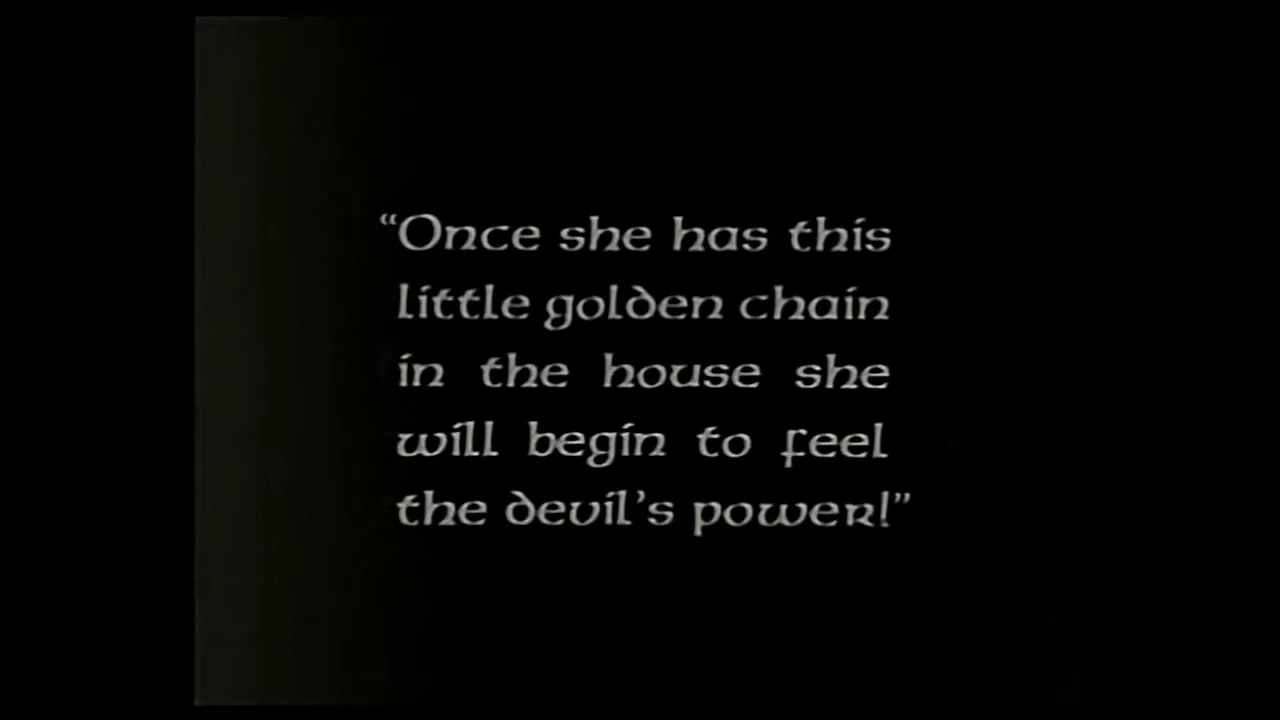 “Once she has this
little golden chain
in the house she
will begin to feel
the devil’s power!”